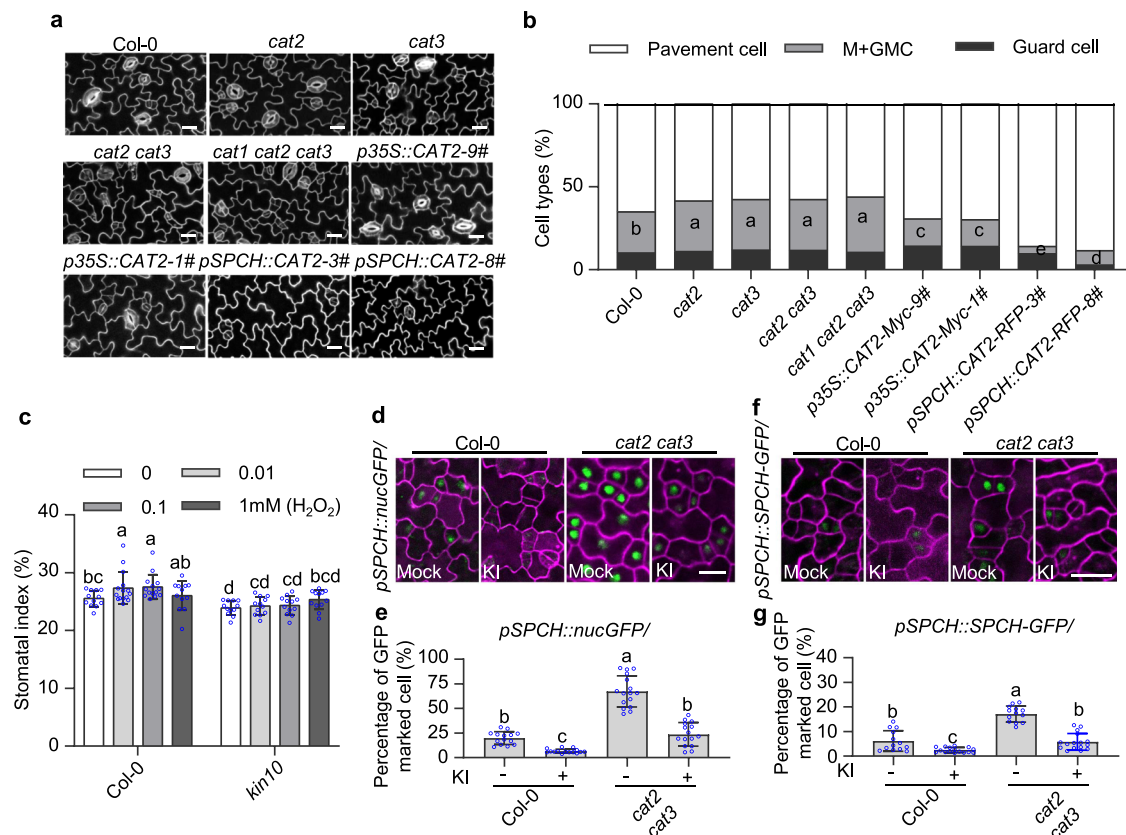 a
Col-0 cat2 cat3
cat2 cat3 cat1 cat2 cat3 p35S::CAT2-9#
p35S::CAT2-1# pSPCH::CAT2-3# pSPCH::CAT2-8#
b
Pavement cell M+GMC Guard cell
Cell types (%)
100
50
0
b a a a a c c e d
Col-0
cat2
cat3
cat2 cat3
cat1 cat2 cat3
p35S::CAT2-Myc-9#
p35S::CAT2-Myc-1#
pSPCH::CAT2-RFP-3#
pSPCH::CAT2-RFP-8#
c
0 0.01
0.1 1mM (H₂O₂)
Stomatal index (%)
40
30
20
10
0
bc a a ab d cd cd bcd
Col-0 kin10
d
pSPCH::nucGFP/
Col-0 cat2 cat3
Mock KI Mock KI
e
pSPCH::nucGFP/
Percentage of GFP
marked cell (%)
100
75
50
25
0
b c a b
KI - + - +
Col-0 cat2
cat3
f
pSPCH::SPCH-GFP/
Col-0 cat2 cat3
Mock KI Mock KI
g
pSPCH::SPCH-GFP/
Percentage of GFP
marked cell (%)
40
30
20
10
0
b c a b
KI - + - +
Col-0 cat2
cat3